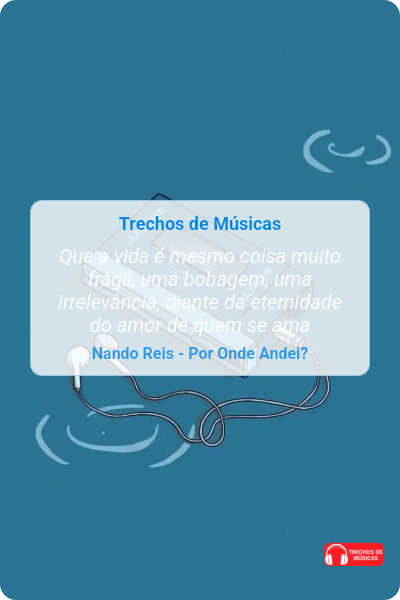 Trechos de Músicas
Que a vida é mesmo coisa muito
frágil, uma bobagem, uma
irrelevância, diante da eternidade
do amor de quem se ama
Nando Reis - Por Onde Andei?
TRECHOS DE
MÚSICAS